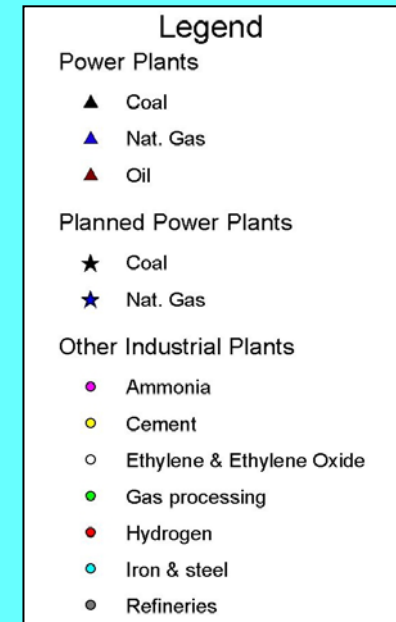 Legend
Power Plants
Coal
Nat. Gas
Oil
Planned Power Plants
Coal
Nat. Gas
Other Industrial Plants
Ammonia
Cement
Ethylene & Ethylene Oxide
Gas processing
Hydrogen
Iron & steel
Refineries